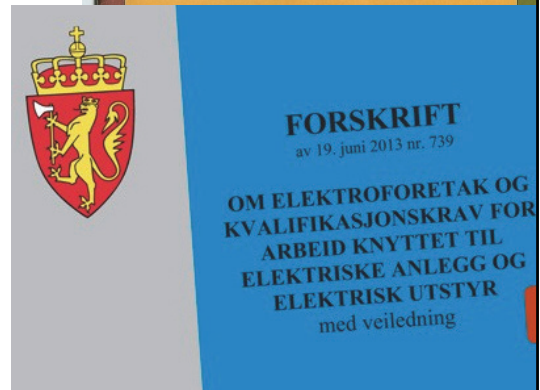 FORSKRIFT
av 19. juni 2013 nr. 739
OM ELEKTROFORETAK OG
KVALIFIKASJONSKRAV FOR
ARBEID KNYTTET TIL
ELEKTRISKE ANLEGG OG
ELEKTRISK UTSTYR
med veiledning